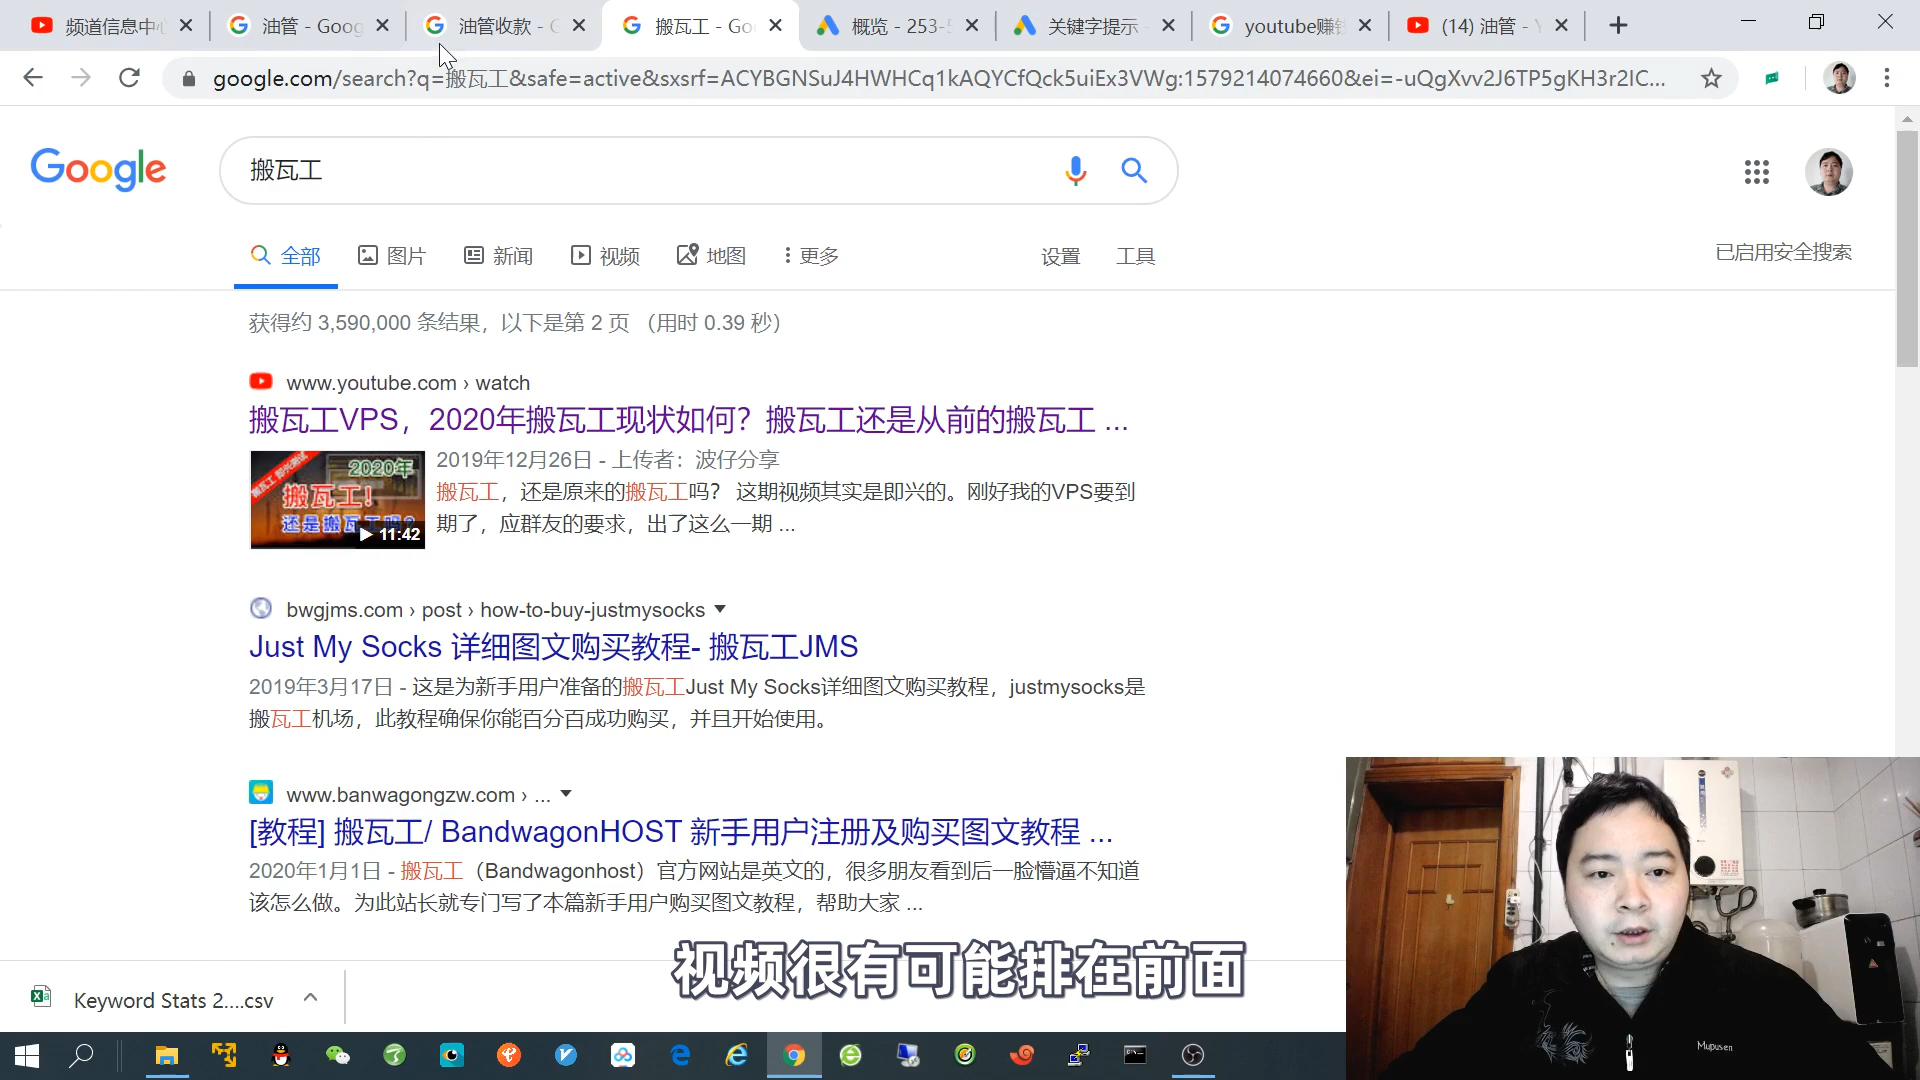 频道信息中心
油管 - Goog
油管收款 - G
搬瓦工 - Goo
概览 - 253-5
关键字提示 -
youtube赚钱
(14) 油管 - Y
google.com/search?q=搬瓦工&safe=active&sxsrf=ACYBGNSuJ4HWHCq1kAQYCfQck5uiEx3VWg:1579214074660&ei=-uQgXvv2J6TP5gKH3r2IC...
Google
搬瓦工
全部
图片
新闻
视频
地图
更多
设置
工具
已启用安全搜索
获得约 3,590,000 条结果，以下是第 2 页 （用时 0.39 秒）
www.youtube.com › watch
搬瓦工VPS，2020年搬瓦工现状如何？搬瓦工还是从前的搬瓦工 ...
2020年
搬瓦工!
还是搬瓦工吗?
11:42
2019年12月26日 - 上传者：波仔分享
搬瓦工，还是原来的搬瓦工吗？ 这期视频其实是即兴的。刚好我的VPS要到
期了，应群友的要求，出了这么一期 ...
bwgjms.com › post › how-to-buy-justmysocks
Just My Socks 详细图文购买教程- 搬瓦工JMS
2019年3月17日 - 这是为新手用户准备的搬瓦工Just My Socks详细图文购买教程，justmysocks是
搬瓦工机场，此教程确保你能百分百成功购买，并且开始使用。
www.banwagongzw.com › ...
[教程] 搬瓦工/ BandwagonHOST 新手用户注册及购买图文教程 ...
2020年1月1日 - 搬瓦工（Bandwagonhost）官方网站是英文的，很多朋友看到后一脸懵逼不知道
该怎么做。为此站长就专门写了本篇新手用户购买图文教程，帮助大家 ...
视频很有可能排在前面
Keyword Stats 2....csv
Mupusen